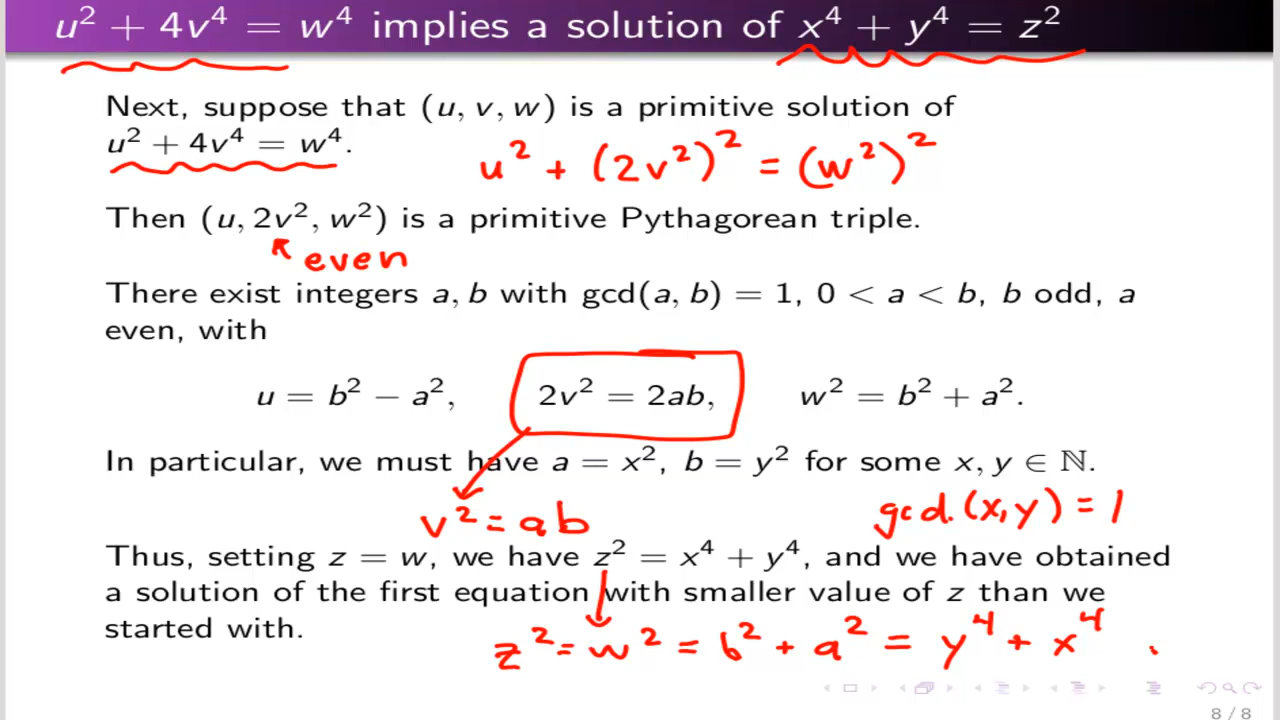 u² + 4v⁴ = w⁴ implies a solution of x⁴ + y⁴ = z²
Next, suppose that (u, v, w) is a primitive solution of
u² + 4v⁴ = w⁴.
u² + (2v²)² = (w²)²
Then (u, 2v², w²) is a primitive Pythagorean triple.
even
There exist integers a, b with gcd(a, b) = 1, 0 < a < b, b odd, a
even, with
u = b² − a², 2v² = 2ab, w² = b² + a².
In particular, we must have a = x², b = y² for some x, y ∈ ℕ.
v² = ab
gcd.(x,y) = 1
Thus, setting z = w, we have z² = x⁴ + y⁴, and we have obtained
a solution of the first equation with smaller value of z than we
started with.
z² = w² = b² + a² = y⁴ + x⁴
8 / 8